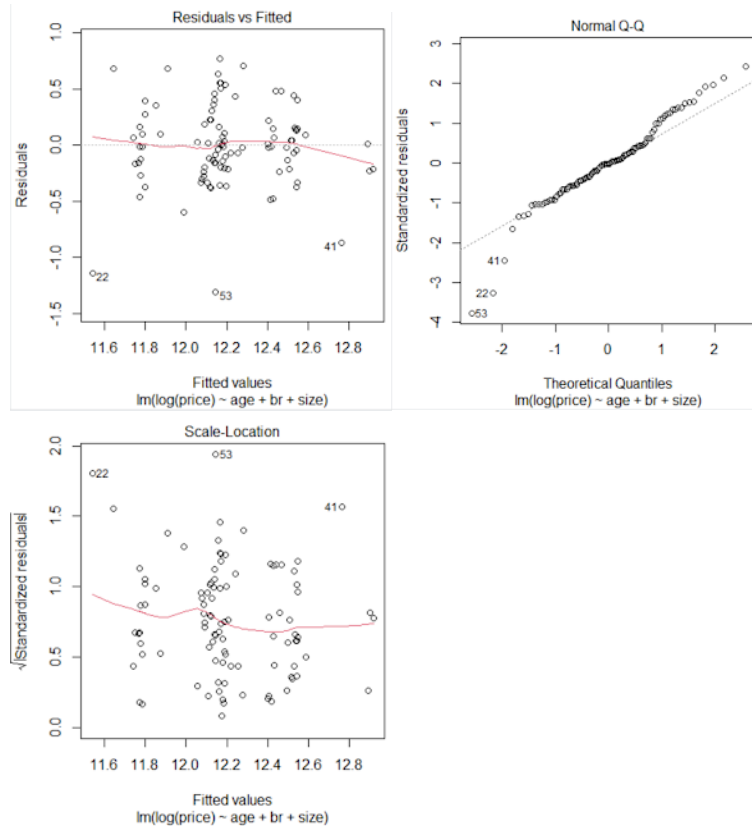 Residuals vs Fitted
Residuals
1.0
0.5
0.0
-0.5
-1.0
-1.5
22
53
41
11.6 11.8 12.0 12.2 12.4 12.6 12.8
Fitted values
lm(log(price) ~ age + br + size)
Normal Q-Q
Standardized residuals
3
2
1
0
-1
-2
-3
-4
41
22
53
-2 -1 0 1 2
Theoretical Quantiles
lm(log(price) ~ age + br + size)
Scale-Location
√|Standardized residuals|
2.0
1.5
1.0
0.5
0.0
22
53
41
11.6 11.8 12.0 12.2 12.4 12.6 12.8
Fitted values
lm(log(price) ~ age + br + size)